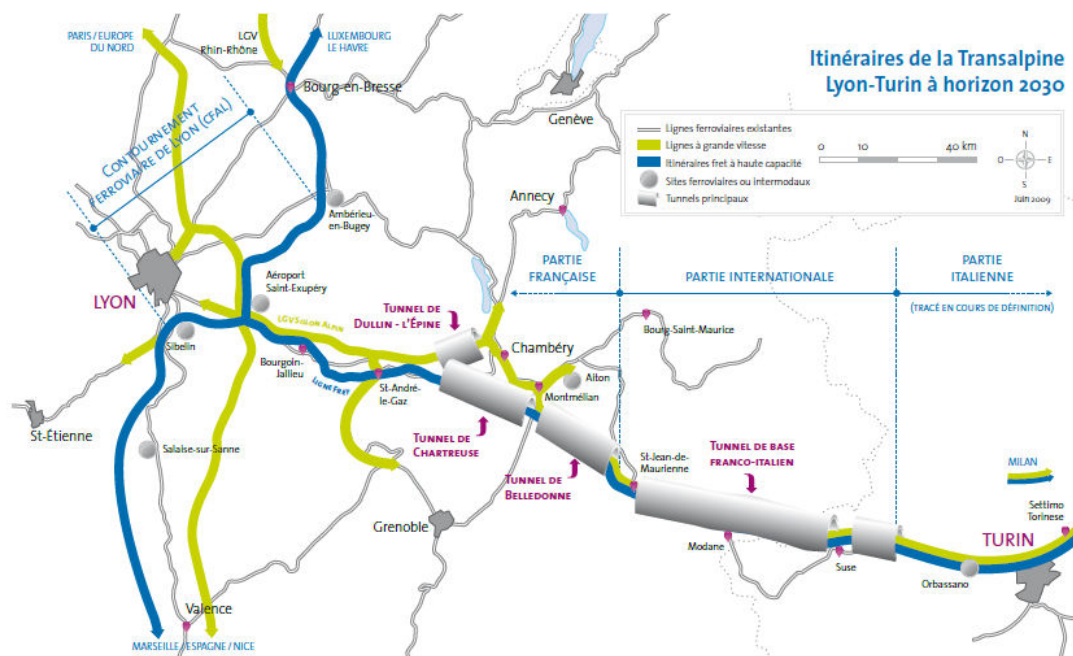 PARIS / EUROPE
DU NORD
LGV
Rhin-Rhône
LUXEMBOURG
LE HAVRE
Itinéraires de la Transalpine
Lyon-Turin à horizon 2030
Bourg-en-Bresse
Genève
CONTOURNEMENT
FERROVIAIRE DE LYON (CFAL)
Lignes ferroviaires existantes
Lignes à grande vitesse
Itinéraires fret à haute capacité
Sites ferroviaires ou intermodaux
Tunnels principaux
0 10 40 km
N
O E
S
Juin 2009
Ambérieu-
en-Bugey
Annecy
PARTIE
FRANÇAISE
PARTIE INTERNATIONALE
PARTIE
ITALIENNE
(TRACÉ EN COURS DE DÉFINITION)
Aéroport
Saint-Exupéry
LYON
LGV SILLON ALPIN
TUNNEL DE
DULLIN - L'ÉPINE
Bourg-Saint-Maurice
Sibelin
Bourgoin-
Jallieu
LIGNE FRET
St-André-
le-Gaz
Chambéry
Aiton
Montmélian
St-Étienne
Salaise-sur-Sanne
TUNNEL DE
CHARTREUSE
TUNNEL DE
BELLEDONNE
St-Jean-de-
Maurienne
TUNNEL DE BASE
FRANCO-ITALIEN
MILAN
Settimo
Torinese
Grenoble
Modane
Suse
TURIN
Orbassano
Valence
MARSEILLE / ESPAGNE / NICE